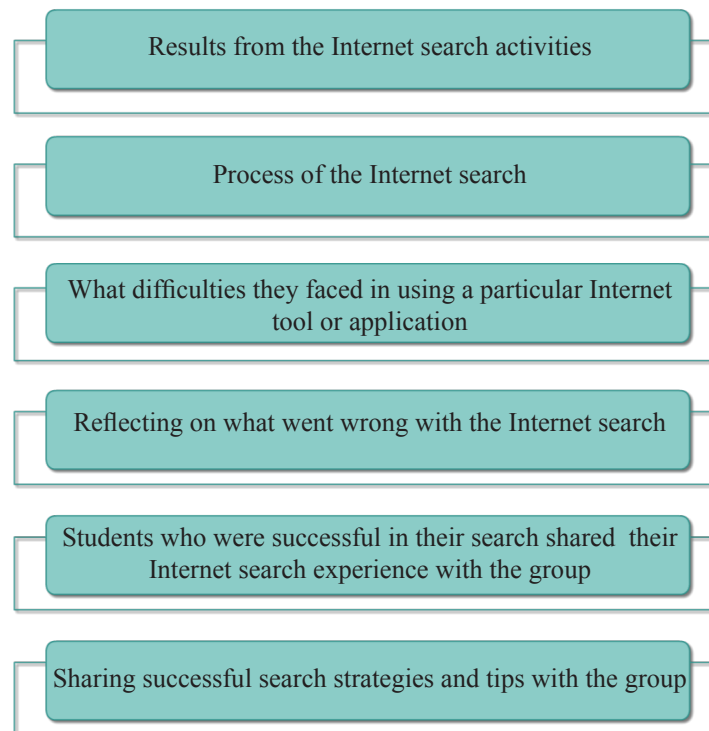 Results from the Internet search activities
Process of the Internet search
What difficulties they faced in using a particular Internet
tool or application
Reflecting on what went wrong with the Internet search
Students who were successful in their search shared their
Internet search experience with the group
Sharing successful search strategies and tips with the group